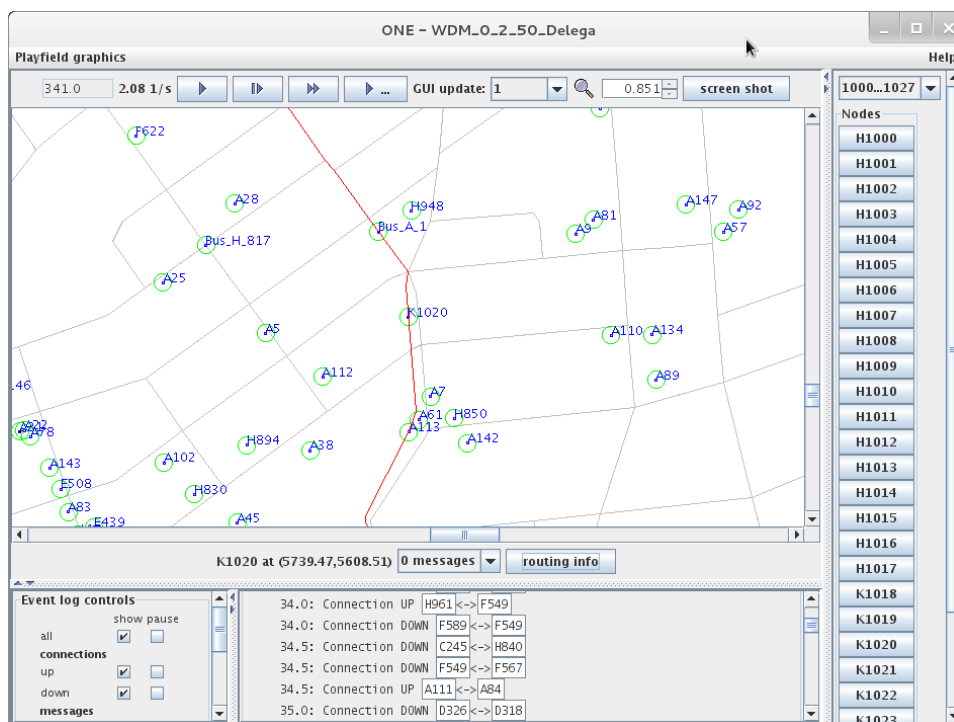 ONE – WDM_0_2_50_Delega
Playfield graphics Help
341.0 2.08 1/s ... GUI update: 1 0.851 screen shot 1000...1027
Nodes
F622
A28
H948
A147
A92
A81
Bus_A_1
A9
A57
Bus_H_817
A25
K1020
A5
A110
A134
A112
A89
46
A7
A61
H850
A113
A142
A78
H894
A38
A143
A102
E508
H830
A83
A45
E439
H1000
H1001
H1002
H1003
H1004
H1005
H1006
H1007
H1008
H1009
H1010
H1011
H1012
H1013
H1014
H1015
H1016
H1017
K1018
K1019
K1020
K1021
K1022
K1023
K1020 at (5739.47,5608.51) 0 messages routing info
Event log controls
show pause
all
connections
up
down
messages
34.0: Connection UP H961<->F549
34.0: Connection DOWN F589<->F549
34.5: Connection DOWN C245<->H840
34.5: Connection DOWN F549<->F567
34.5: Connection UP A111<->A84
35.0: Connection DOWN D326<->D318